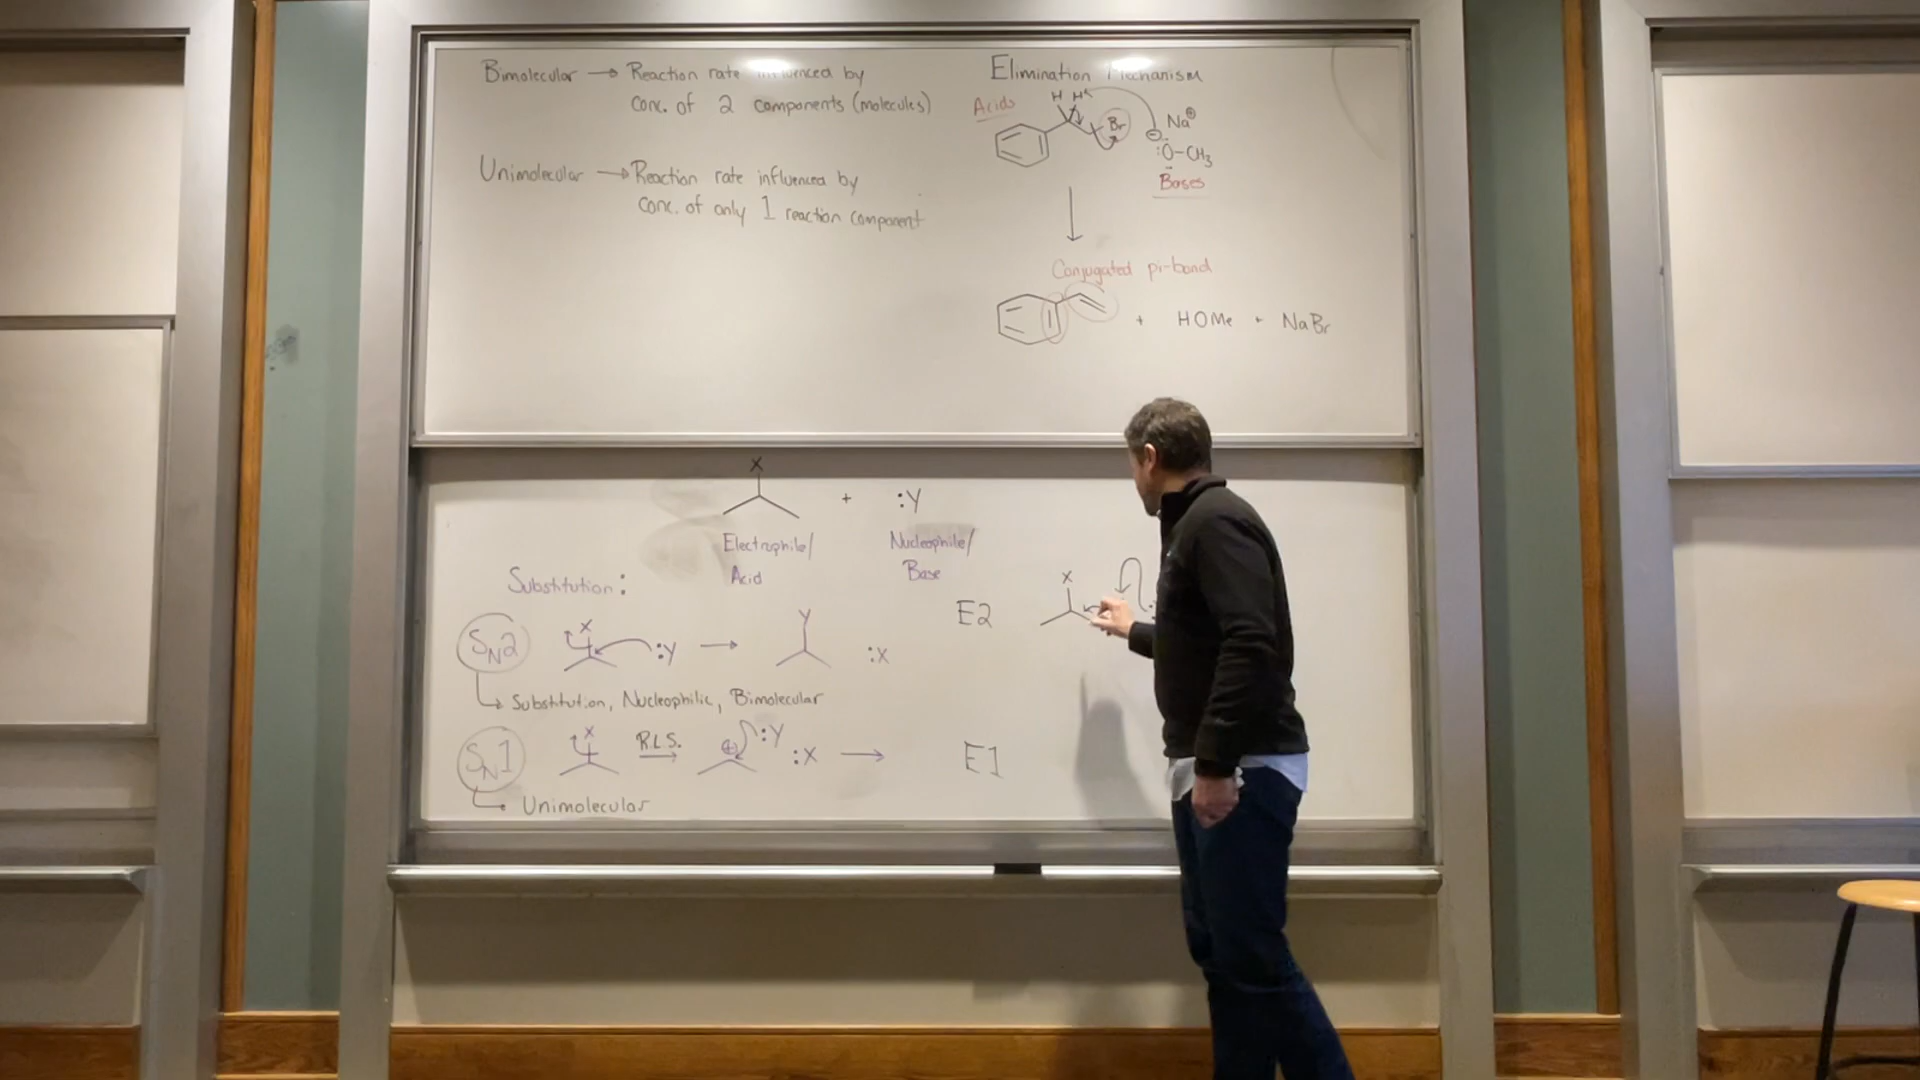 Bimolecular → Reaction rate influenced by
conc. of 2 components (molecules)
Unimolecular → Reaction rate influenced by
conc. of only 1 reaction component
Elimination Mechanism
Acids
H H
Br
Na⊕
⊖
:O-CH3
Bases
Conjugated pi-bond
+ HOMe + NaBr
X
+ :Y
Electrophile/
Acid
Nucleophile/
Base
Substitution:
SN2
X
:Y → Y
:X
↳ Substitution, Nucleophilic, Bimolecular
SN1
X
R.L.S.
⊕ :Y :X →
Unimolecular
E2
X
E1